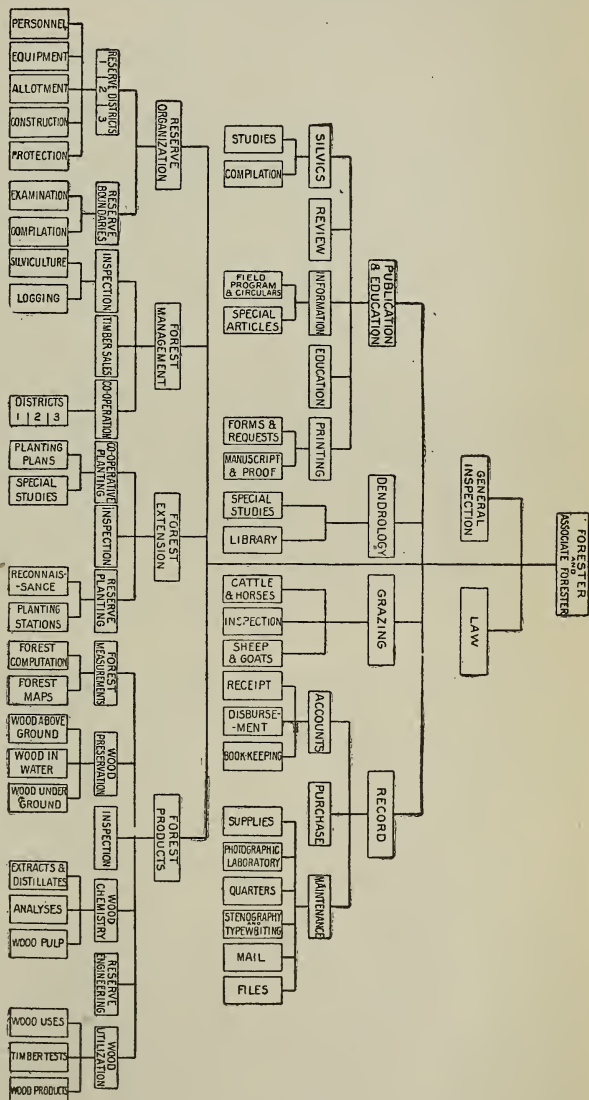 FORESTER
AND
ASSOCIATE FORESTER
GENERAL
INSPECTION
LAW
PUBLICATION
& EDUCATION
DENDROLOGY
GRAZING
RECORD
SILVICS
REVIEW
INFORMATION
EDUCATION
PRINTING
STUDIES
COMPILATION
FIELD
PROGRAM
& CIRCULARS
SPECIAL
ARTICLES
FORMS &
REQUESTS
MANUSCRIPT
& PROOF
SPECIAL
STUDIES
LIBRARY
CATTLE
& HORSES
INSPECTION
SHEEP
& GOATS
ACCOUNTS
PURCHASE
MAINTENANCE
RECEIPT
DISBURSE-
-EMENT
BOOK-KEEPING
SUPPLIES
PHOTOGRAPHIC
LABORATORY
QUARTERS
STENOGRAPHY
AND
TYPEWRITING
MAIL
FILES
RESERVE
ORGANIZATION
FOREST
MANAGEMENT
FOREST
EXTENSION
FOREST
PRODUCTS
RESERVE DISTRICTS
1 | 2 | 3
RESERVE
BOUNDARIES
INSPECTION
TIMBER SALES
CO-OPERATION
CO-OPERATIVE
PLANTING
INSPECTION
RESERVE
PLANTING
FOREST
MEASUREMENTS
WOOD
PRESERVATION
INSPECTION
WOOD
CHEMISTRY
RESERVE
ENGINEERING
WOOD
UTILIZATION
PERSONNEL
EQUIPMENT
ALLOTMENT
CONSTRUCTION
PROTECTION
EXAMINATION
COMPILATION
SILVICULTURE
LOGGING
DISTRICTS
1 | 2 | 3
PLANTING
PLANS
SPECIAL
STUDIES
RECONNAIS-
-SANCE
PLANTING
STATIONS
FOREST
COMPUTATION
FOREST
MAPS
WOOD ABOVE
GROUND
WOOD IN
WATER
WOOD UNDER
GROUND
EXTRACTS &
DISTILLATES
ANALYSES
WOOD PULP
WOOD USES
TIMBER TESTS
WOOD PRODUCTS